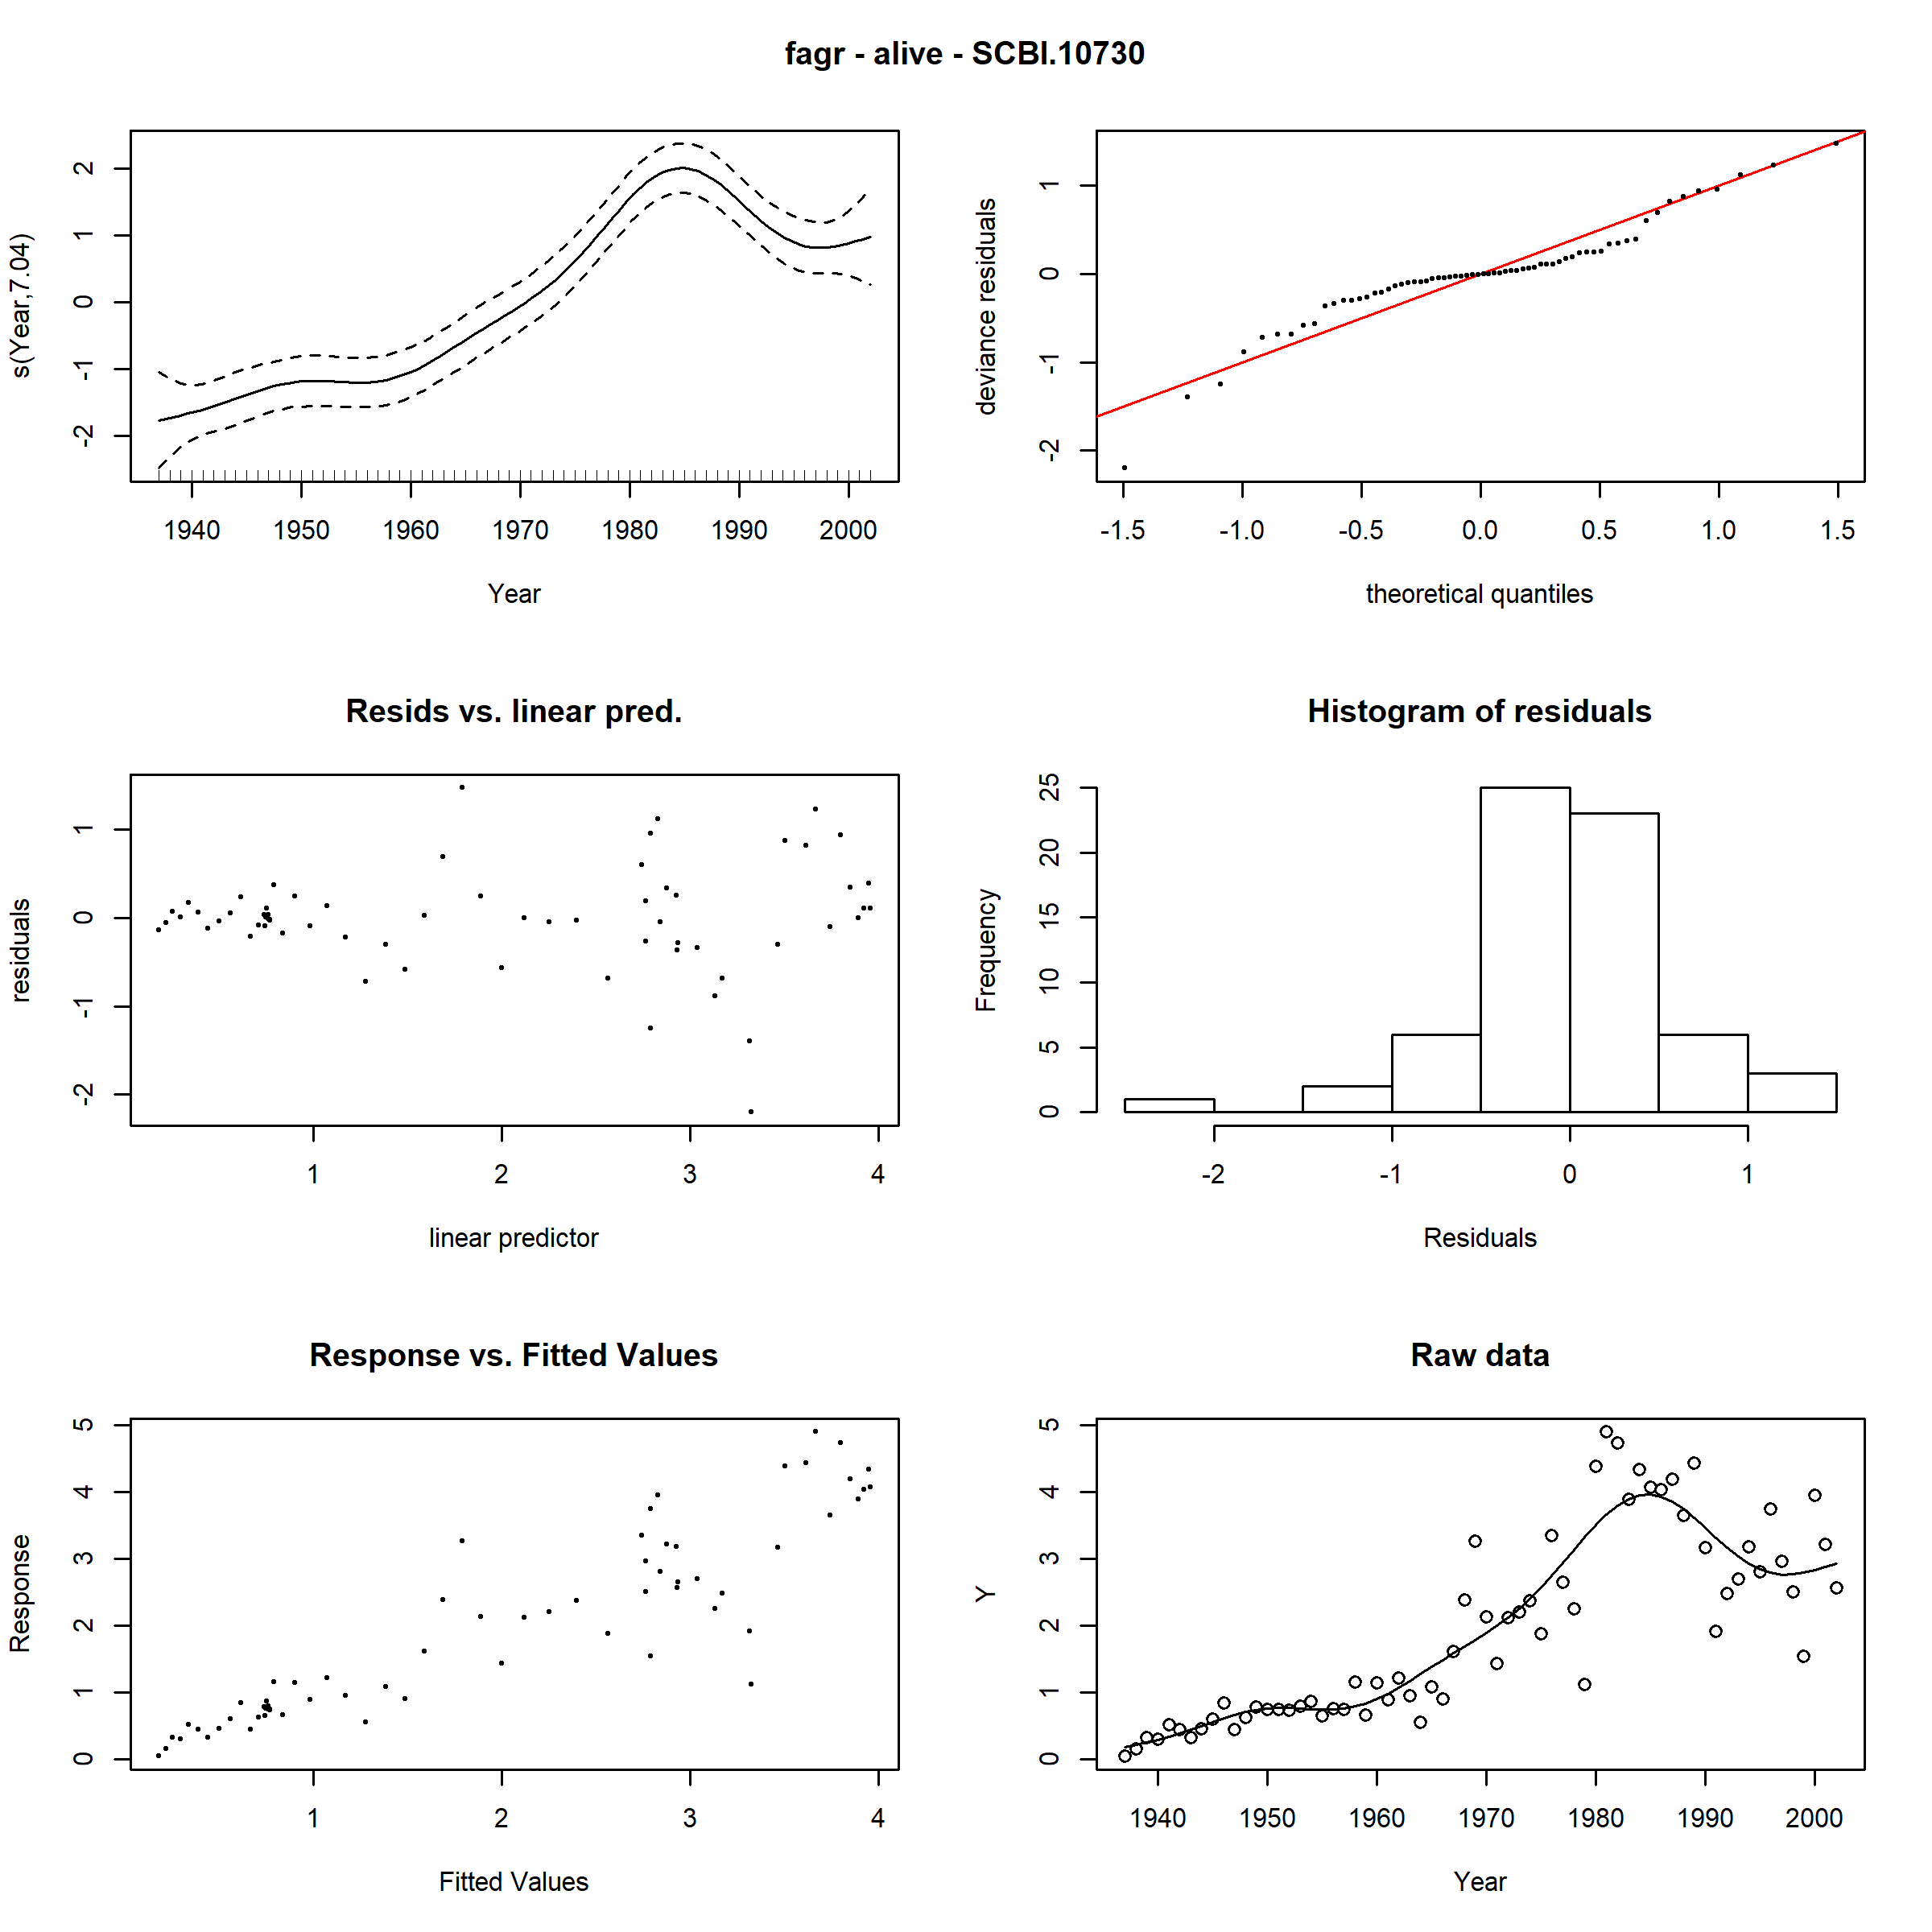 fagr - alive - SCBI.10730
s(Year,7.04)
2
1
0
-1
-2
1940 1950 1960 1970 1980 1990 2000
Year
deviance residuals
1
0
-1
-2
-1.5 -1.0 -0.5 0.0 0.5 1.0 1.5
theoretical quantiles
Resids vs. linear pred.
residuals
1
0
-1
-2
1 2 3 4
linear predictor
Histogram of residuals
Frequency
25
20
15
10
5
0
-2 -1 0 1
Residuals
Response vs. Fitted Values
Response
5
4
3
2
1
0
1 2 3 4
Fitted Values
Raw data
Y
5
4
3
2
1
0
1940 1950 1960 1970 1980 1990 2000
Year